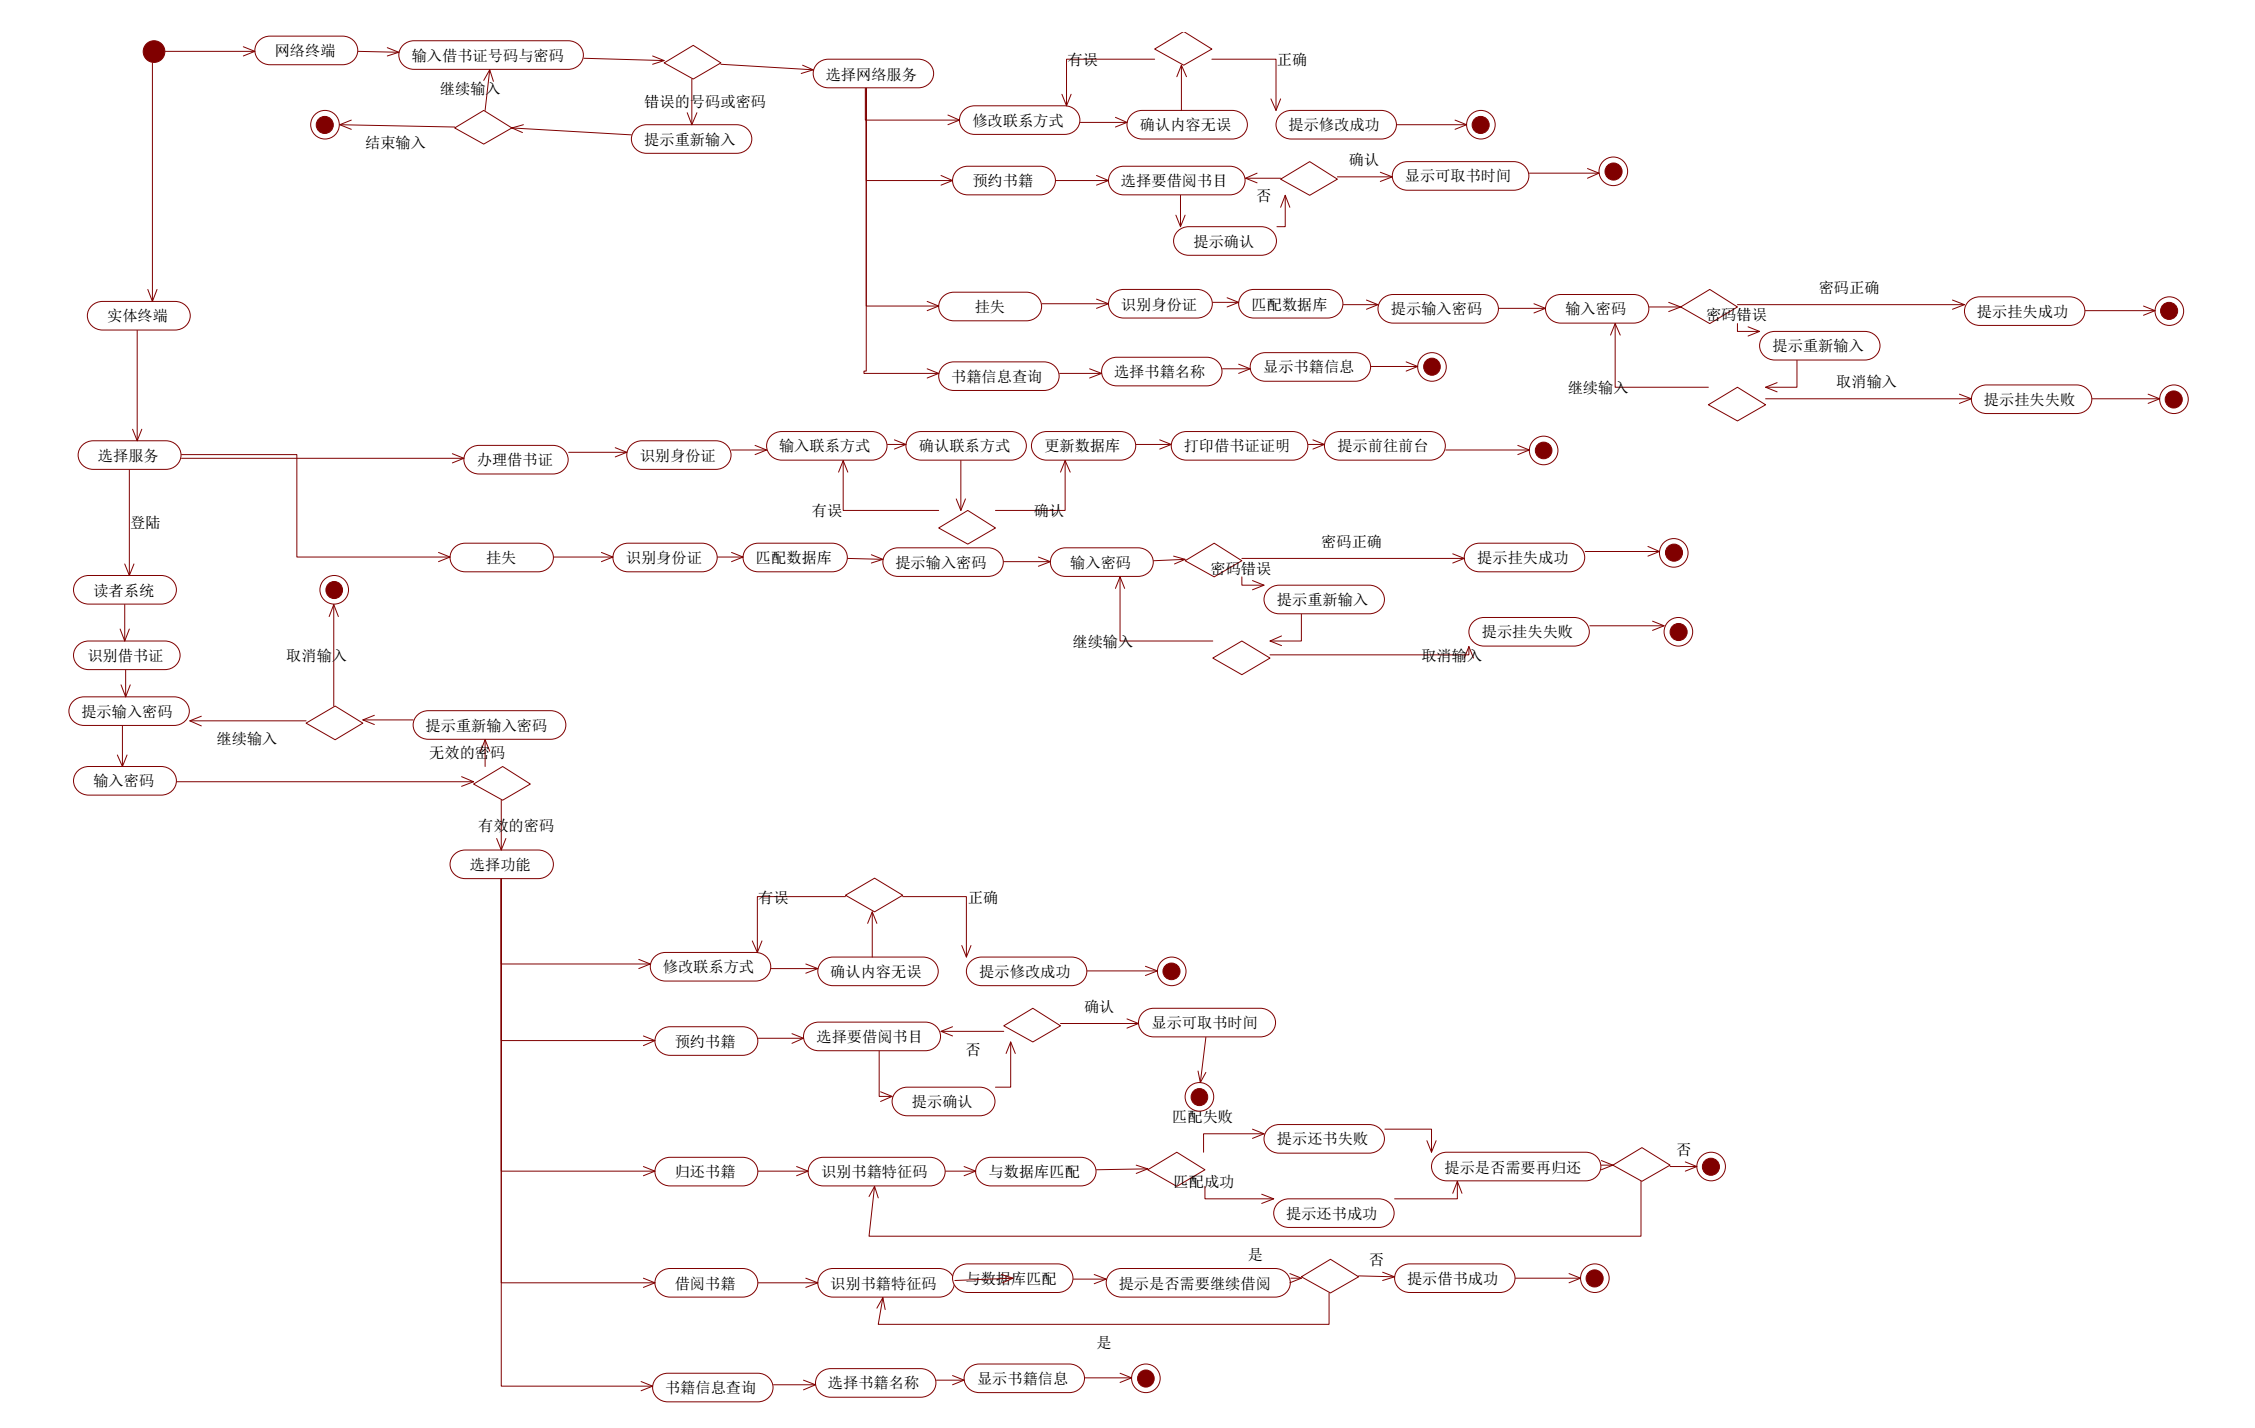 网络终端
输入借书证号码与密码
选择网络服务
继续输入
错误的号码或密码
结束输入
提示重新输入
有误
正确
修改联系方式
确认内容无误
提示修改成功
预约书籍
选择要借阅书目
否
确认
显示可取书时间
提示确认
实体终端
挂失
识别身份证
匹配数据库
提示输入密码
输入密码
密码正确
密码错误
提示挂失成功
提示重新输入
继续输入
取消输入
提示挂失失败
书籍信息查询
选择书籍名称
显示书籍信息
选择服务
办理借书证
识别身份证
输入联系方式
确认联系方式
更新数据库
打印借书证证明
提示前往前台
有误
确认
登陆
挂失
识别身份证
匹配数据库
提示输入密码
输入密码
密码正确
密码错误
提示挂失成功
提示重新输入
继续输入
取消输入
提示挂失失败
读者系统
识别借书证
取消输入
提示输入密码
继续输入
提示重新输入密码
无效的密码
输入密码
有效的密码
选择功能
有误
正确
修改联系方式
确认内容无误
提示修改成功
预约书籍
选择要借阅书目
否
确认
显示可取书时间
提示确认
匹配失败
归还书籍
识别书籍特征码
与数据库匹配
匹配成功
提示还书失败
提示还书成功
提示是否需要再归还
否
是
借阅书籍
识别书籍特征码
与数据库匹配
提示是否需要继续借阅
否
提示借书成功
是
书籍信息查询
选择书籍名称
显示书籍信息